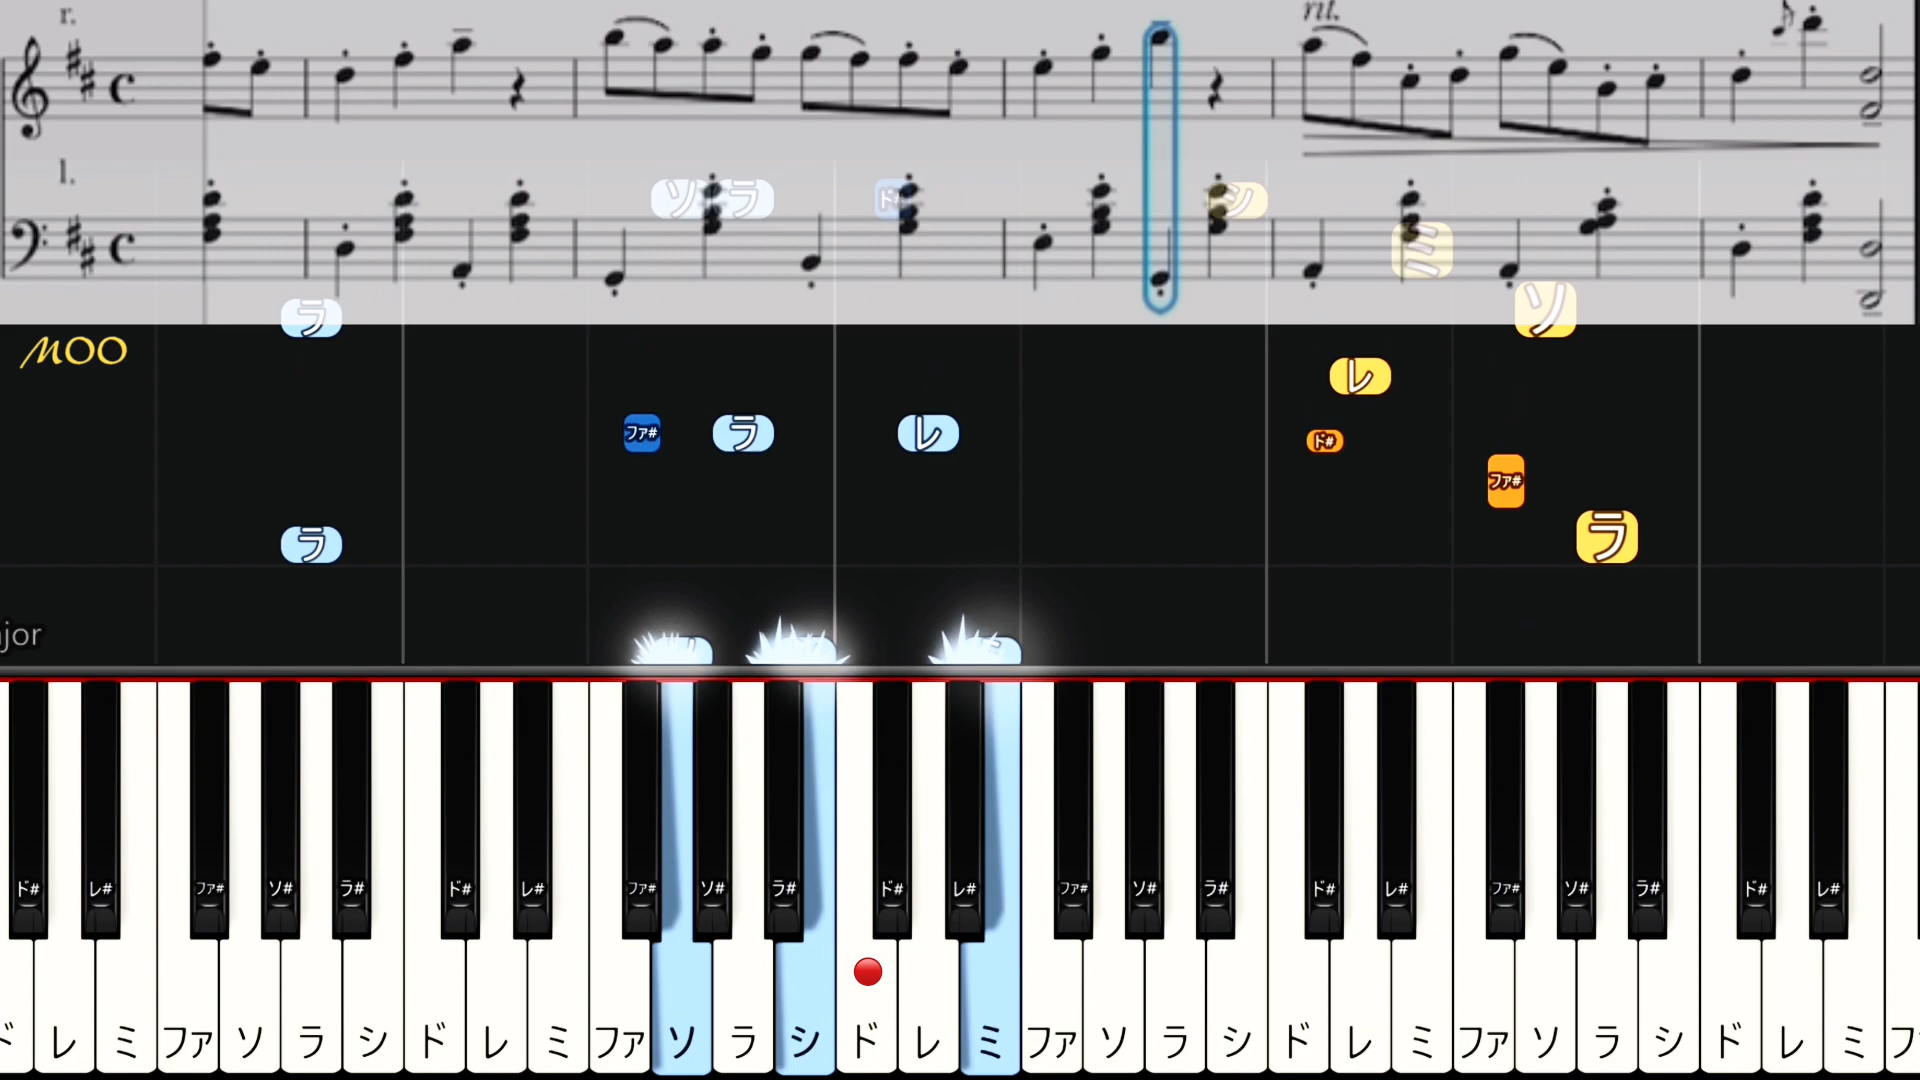 r.
rit.
l.
ソ ラ ド# シ
ミ
ラ ソ
MOO
レ
ファ# ラ レ ド#
ファ#
ラ ラ
jor
ド# レ# ファ# ソ# ラ# ド# レ# ファ# ソ# ラ# ド# レ# ファ# ソ# ラ# ド# レ# ファ# ソ# ラ# ド# レ#
ド レ ミ ファ ソ ラ シ ド レ ミ ファ ソ ラ シ ド レ ミ ファ ソ ラ シ ド レ ミ ファ ソ ラ シ ド レ ミ フ